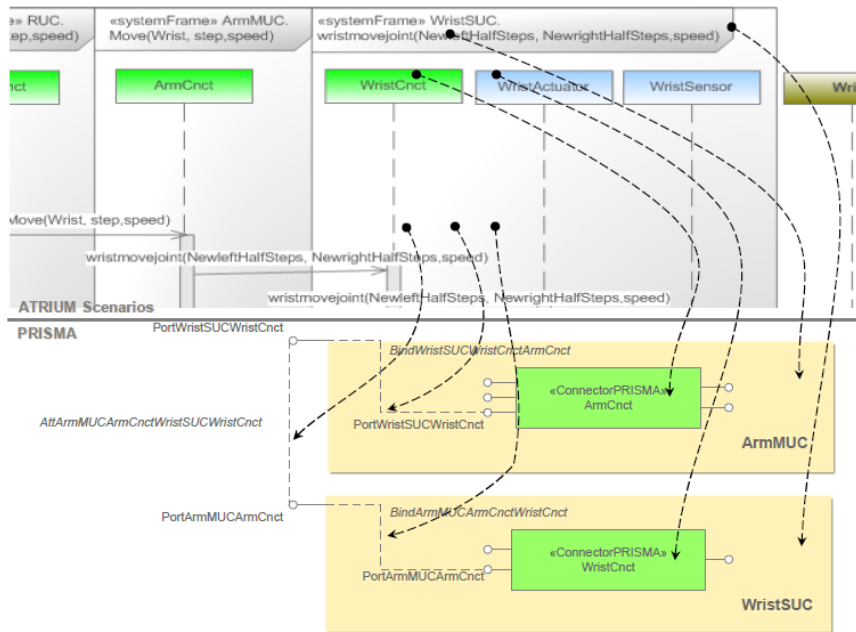 » RUC.
ep,speed)
«systemFrame» ArmMUC.
Move(Wrist, step,speed)
«systemFrame» WristSUC.
wristmovejoint(NewleftHalfSteps, NewrightHalfSteps,speed)
nct
ArmCnct
WristCnct
WristActuator
WristSensor
Wri
Move(Wrist, step,speed)
wristmovejoint(NewleftHalfSteps, NewrightHalfSteps,speed)
wristmovejoint(NewleftHalfSteps, NewrightHalfSteps,speed)
ATRIUM Scenarios
PRISMA
PortWristSUCWristCnct
BindWristSUCWristCnctArmCnct
«ConnectorPRISMA»
ArmCnct
AttArmMUCArmCnctWristSUCWristCnct
PortWristSUCWristCnct
ArmMUC
PortArmMUCArmCnct
BindArmMUCArmCnctWristCnct
«ConnectorPRISMA»
WristCnct
PortArmMUCArmCnct
WristSUC